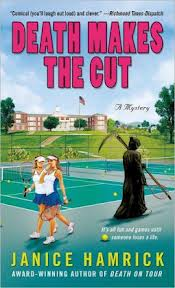 "Comical (you'll laugh out loud) and clever." —Richmond Times-Dispatch
DEATH MAKES
THE CUT
A Mystery
It's all fun and games until
someone loses a life.
JANICE HAMRICK
AWARD-WINNING AUTHOR OF DEATH ON TOUR